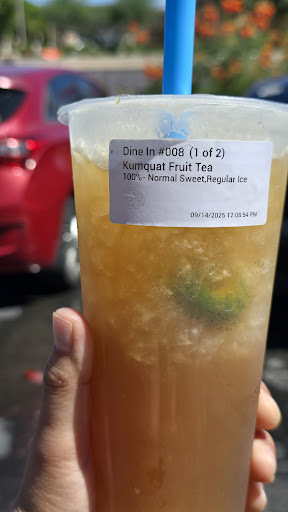 Dine In #008 (1 of 2)
Kumquat Fruit Tea
100%- Normal Sweet,Regular Ice
09/14/2025 12:08:54 PM